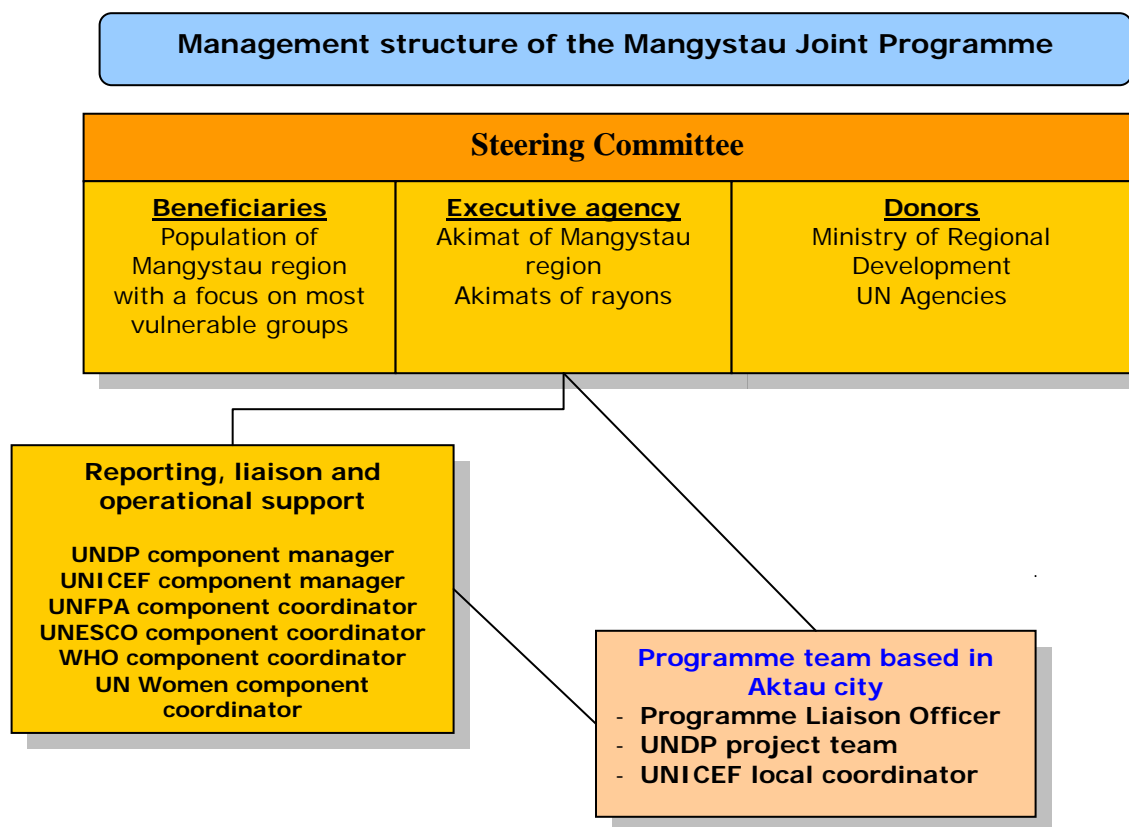 Management structure of the Mangystau Joint Programme
Steering Committee
Beneficiaries
Population of
Mangystau region
with a focus on most
vulnerable groups
Executive agency
Akimat of Mangystau
region
Akimats of rayons
Donors
Ministry of Regional
Development
UN Agencies
Reporting, liaison and
operational support
UNDP component manager
UNICEF component manager
UNFPA component coordinator
UNESCO component coordinator
WHO component coordinator
UN Women component
coordinator
Programme team based in
Aktau city
- Programme Liaison Officer
- UNDP project team
- UNICEF local coordinator